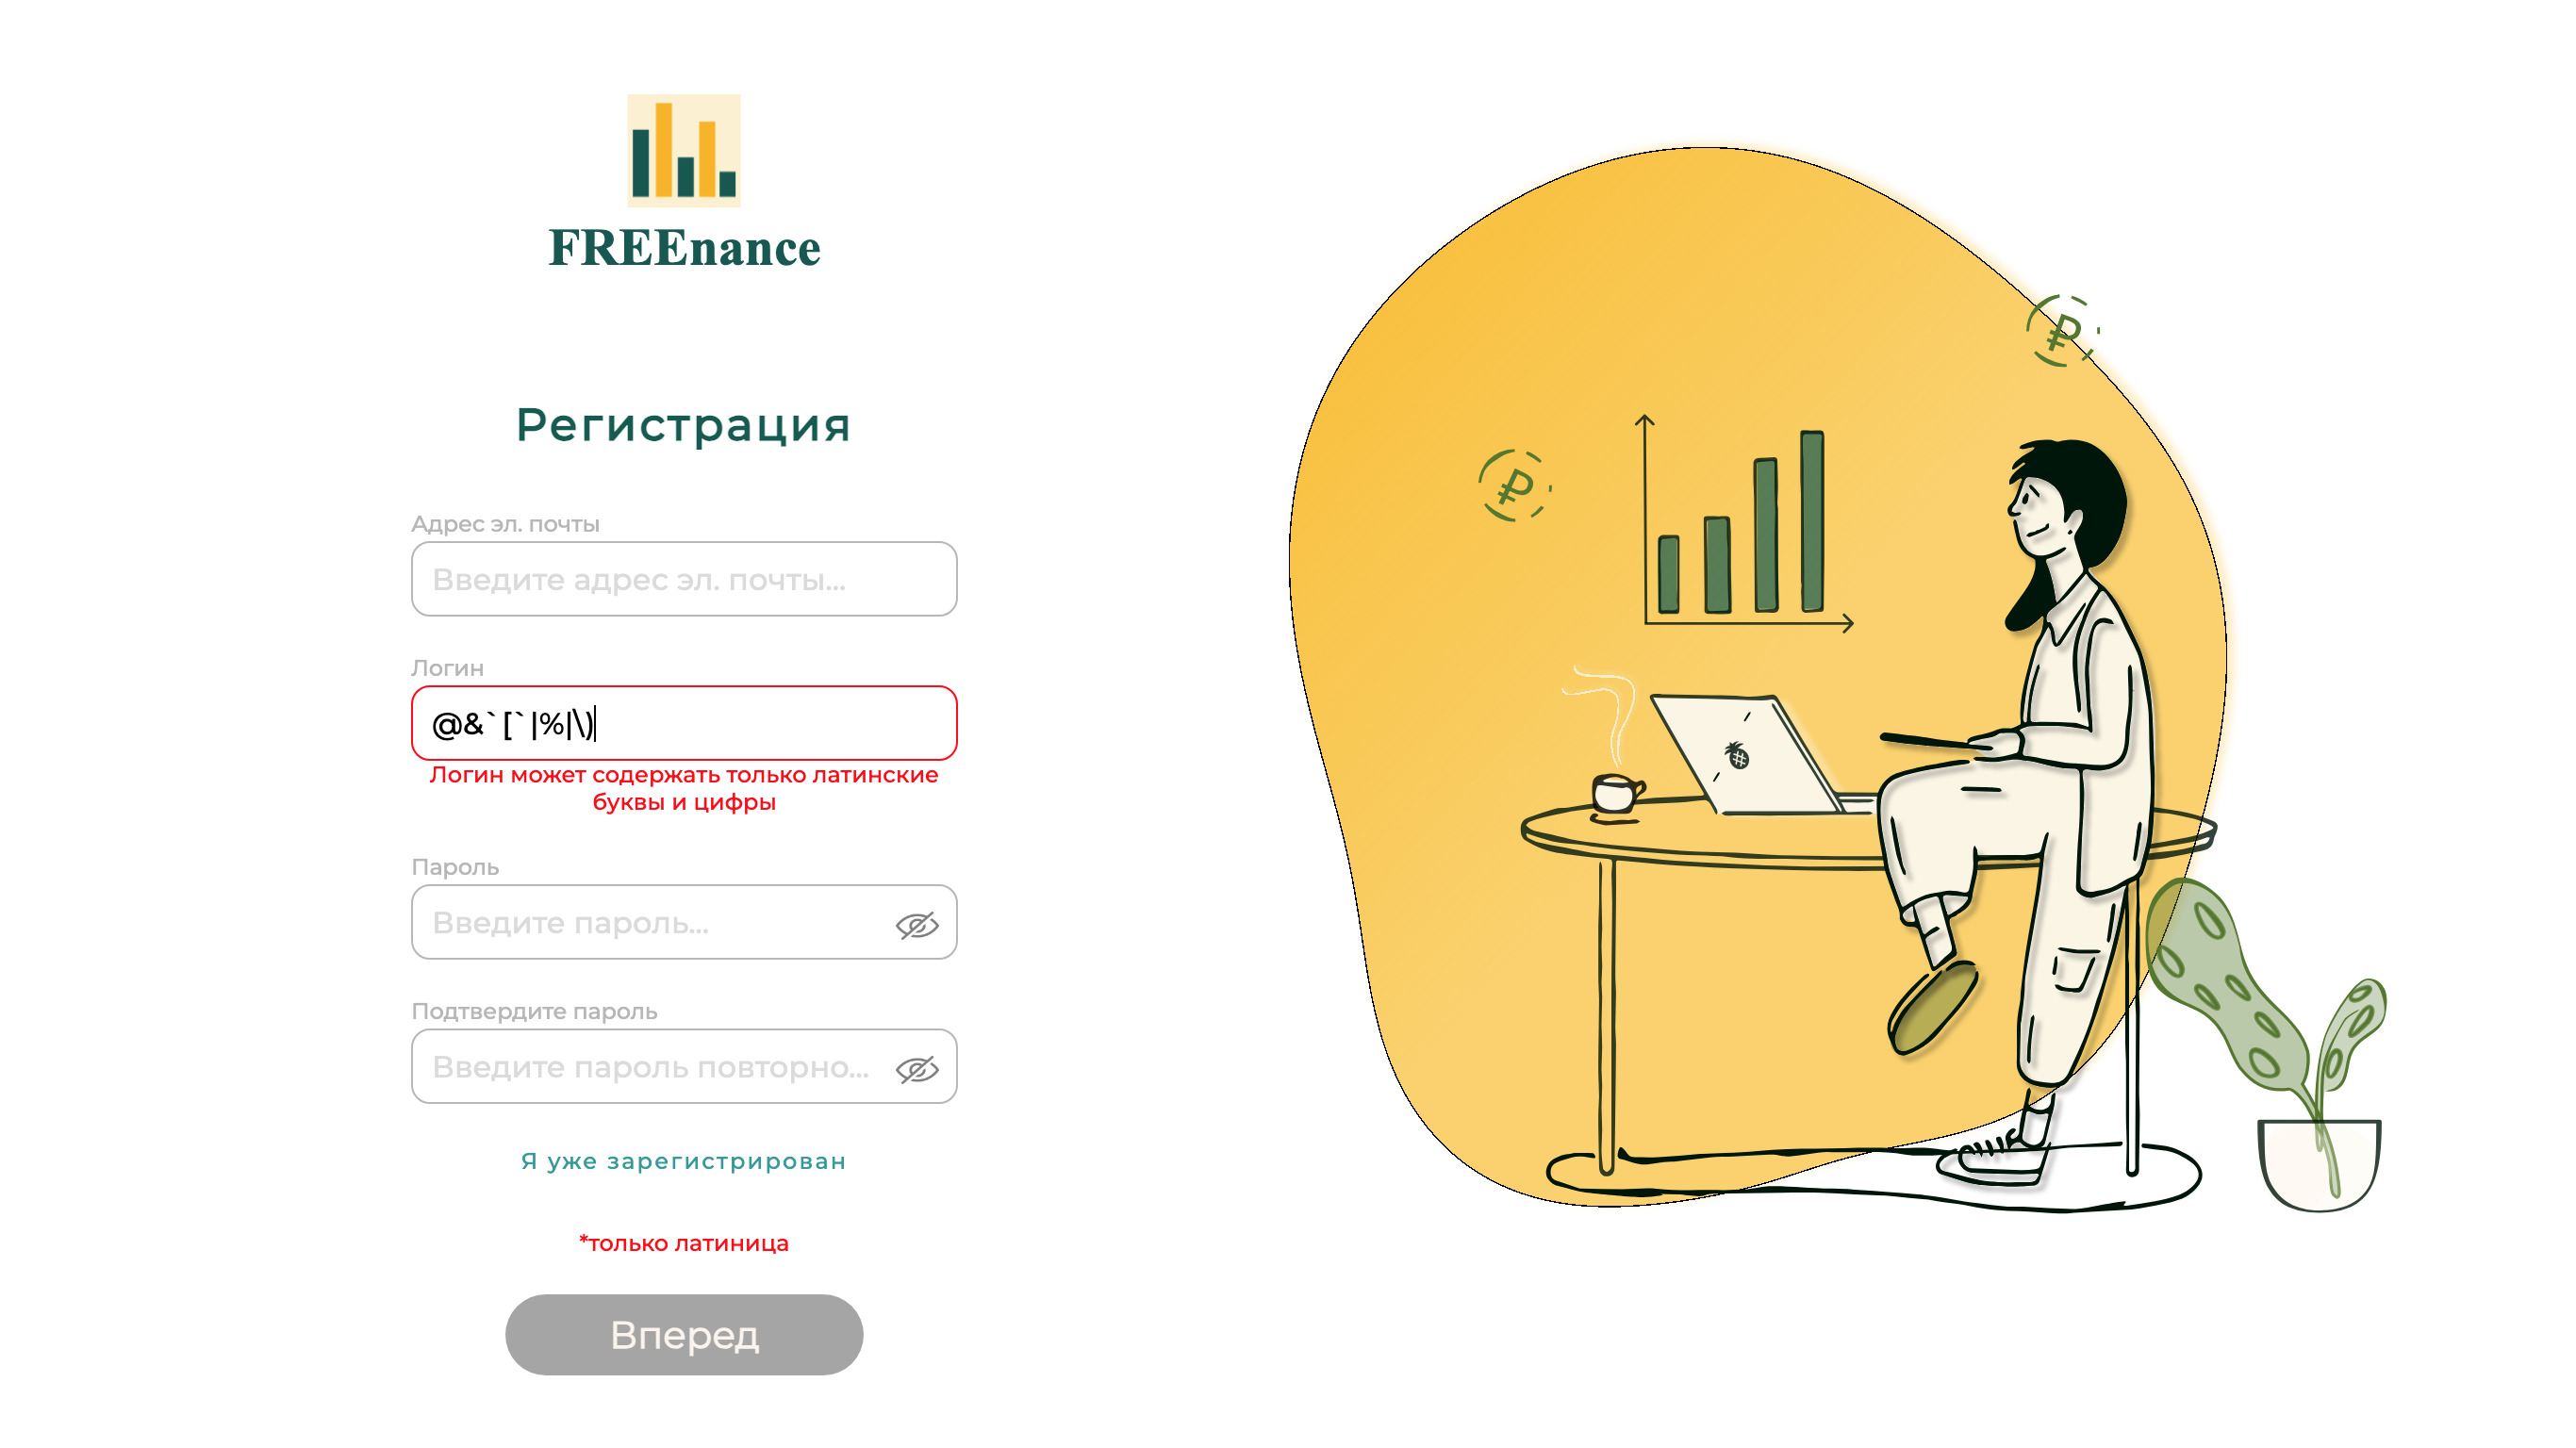 FREEnance
Регистрация
Адрес эл. почты
Введите адрес эл. почты...
Логин
@&`[`|%|\)
Логин может содержать только латинские
буквы и цифры
Пароль
Введите пароль...
Подтвердите пароль
Введите пароль повторно...
Я уже зарегистрирован
*только латиница
Вперед
₽
₽